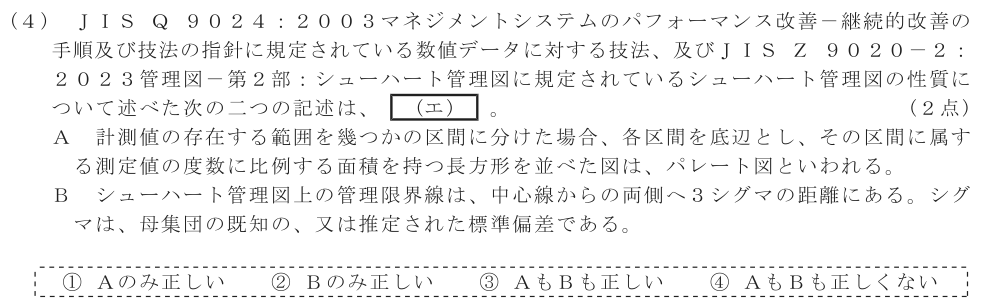 (4) ＪＩＳ Ｑ ９０２４：２００３マネジメントシステムのパフォーマンス改善－継続的改善の
手順及び技法の指針に規定されている数値データに対する技法、及びＪＩＳ Ｚ ９０２０－２：
２０２３管理図－第２部：シューハート管理図に規定されているシューハート管理図の性質に
ついて述べた次の二つの記述は、 (エ) 。 (２点)
Ａ 計測値の存在する範囲を幾つかの区間に分けた場合、各区間を底辺とし、その区間に属す
る測定値の度数に比例する面積を持つ長方形を並べた図は、パレート図といわれる。
Ｂ シューハート管理図上の管理限界線は、中心線からの両側へ３シグマの距離にある。シグ
マは、母集団の既知の、又は推定された標準偏差である。
① Ａのみ正しい ② Ｂのみ正しい ③ ＡもＢも正しい ④ ＡもＢも正しくない